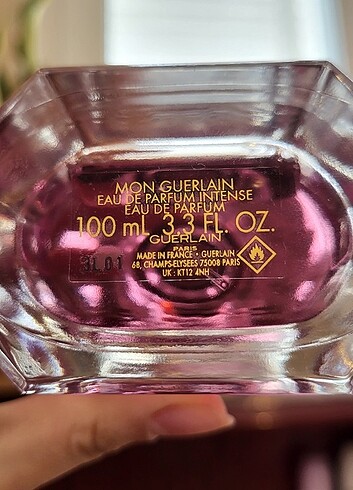 MON GUERLAIN
EAU DE PARFUM INTENSE
EAU DE PARFUM
100 mL 3.3 FL. OZ.
GUERLAIN
PARIS
MADE IN FRANCE • GUERLAIN
68, CHAMPS-ELYSEES 75008 PARIS
UK : KT12 4NH
3L01